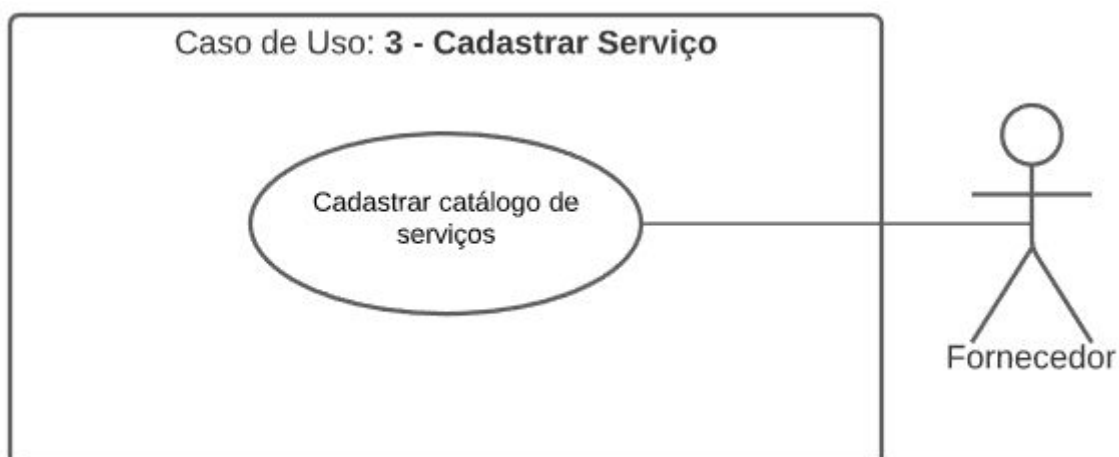 Caso de Uso: 3 - Cadastrar Serviço
Cadastrar catálogo de
serviços
Fornecedor